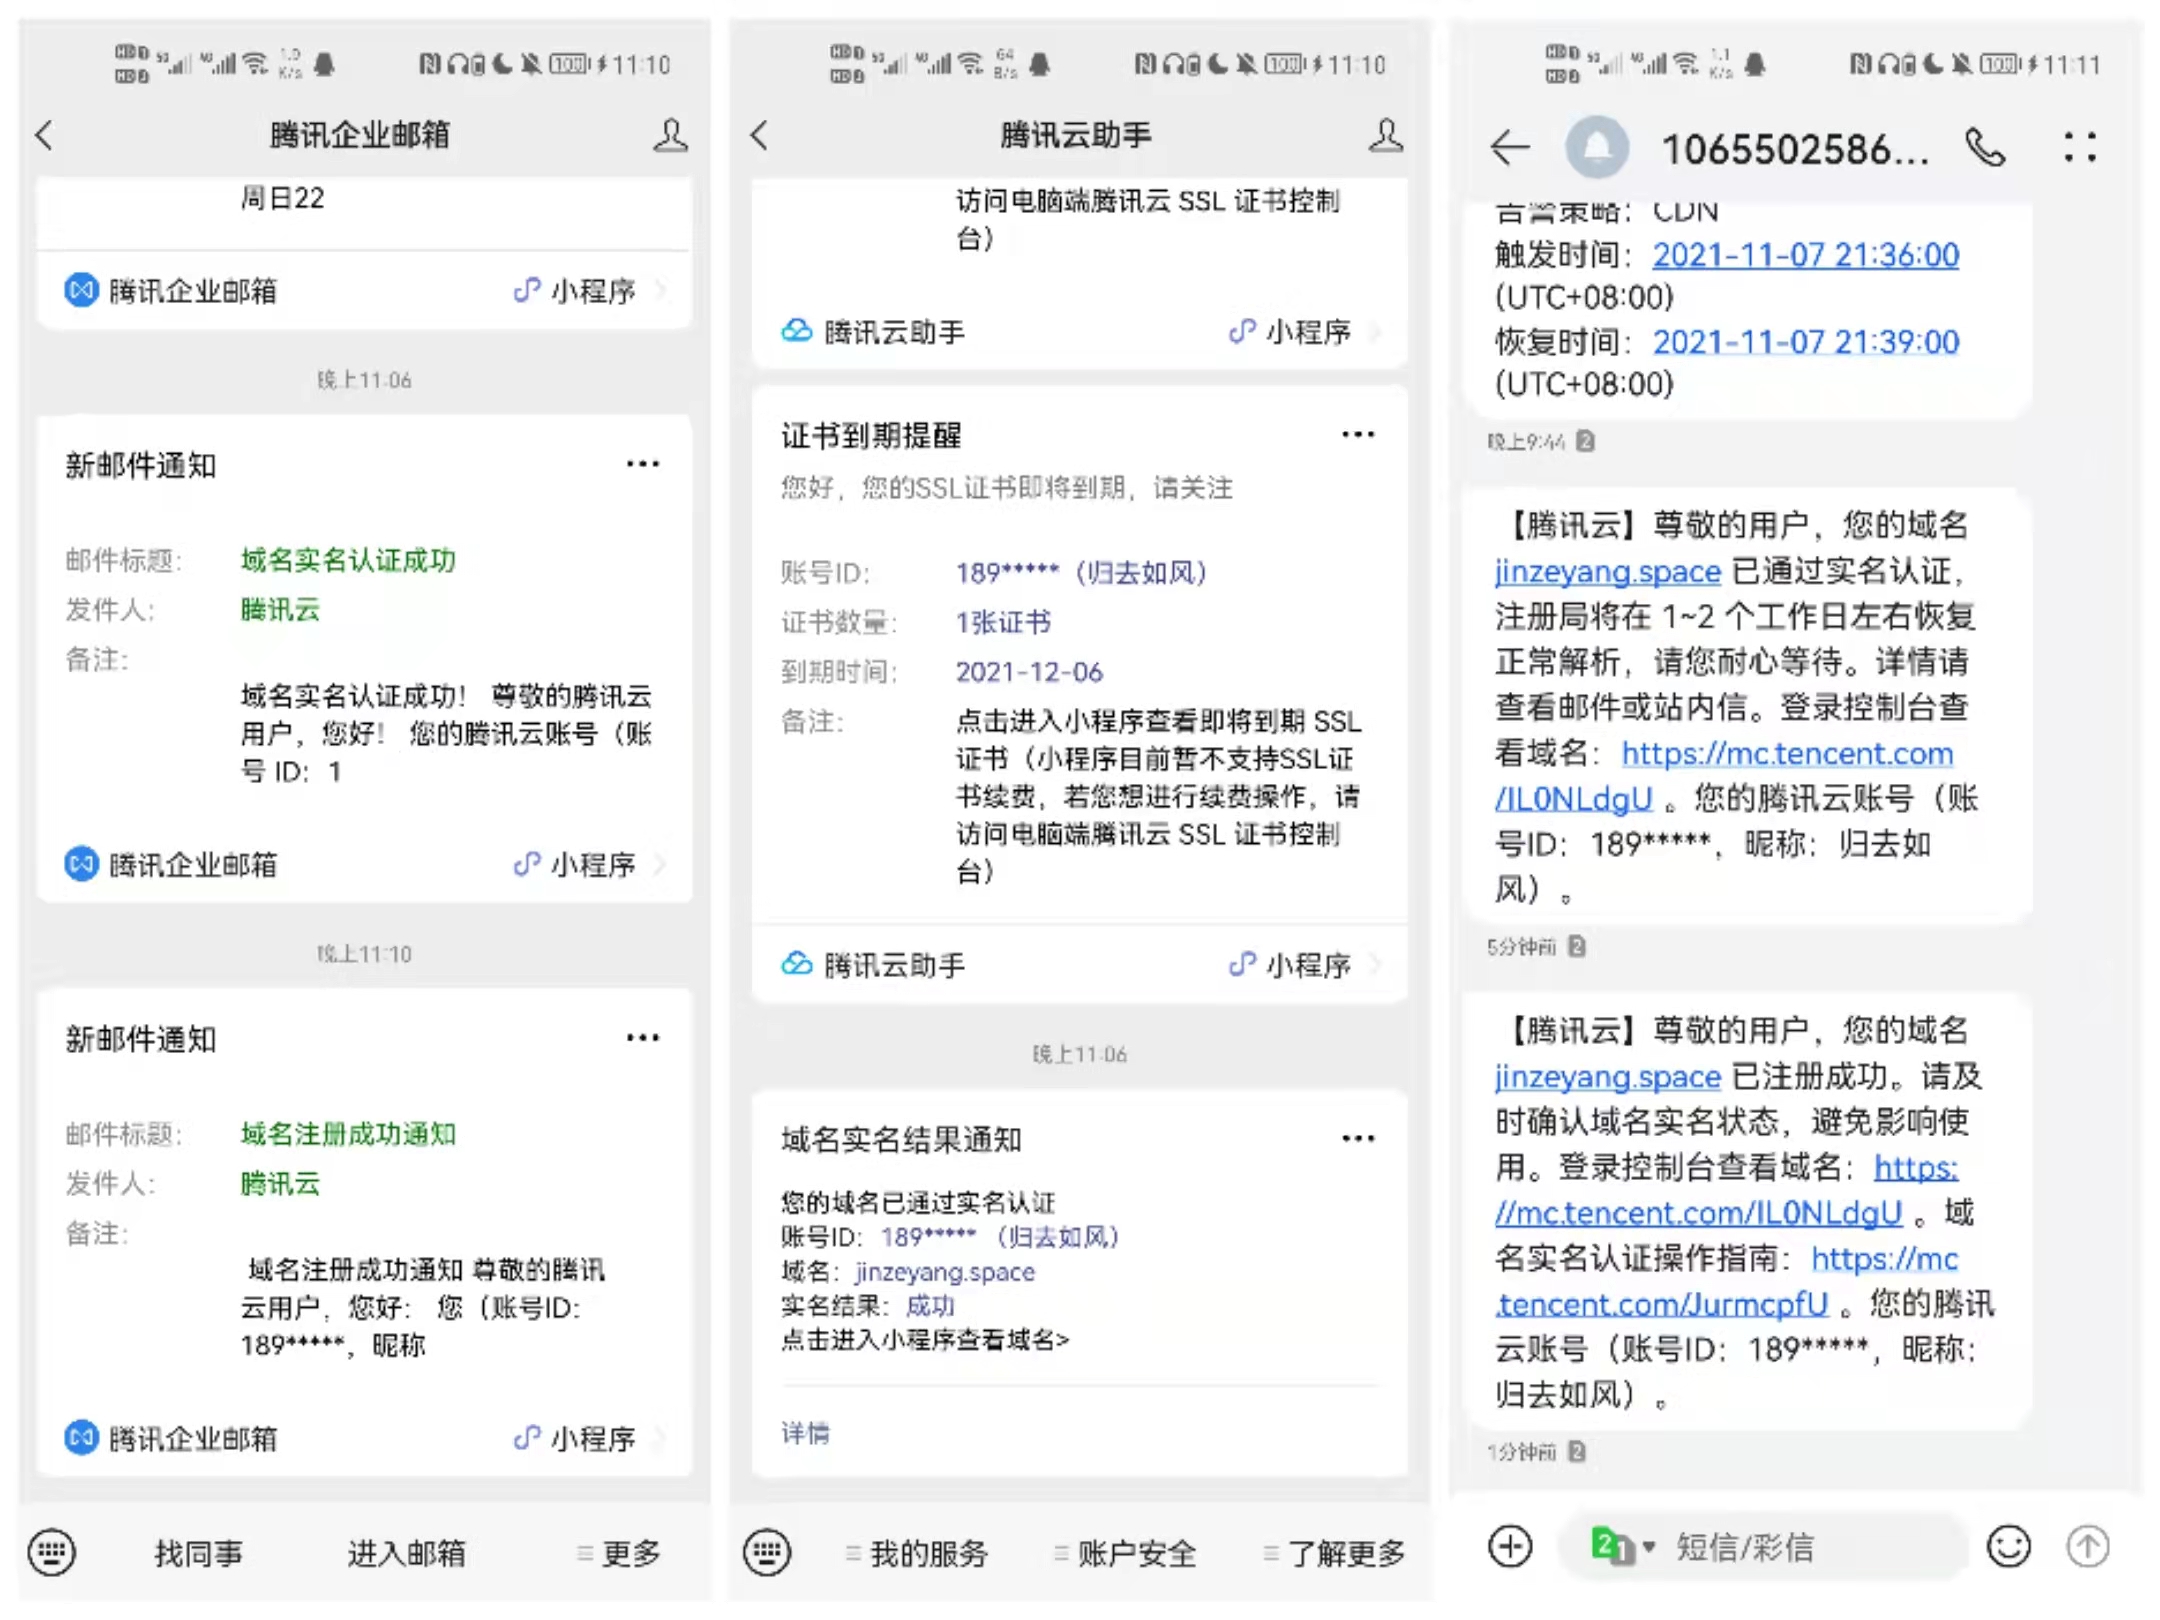 1.0
K/s
100
11:10
腾讯企业邮箱
周日22
腾讯企业邮箱
小程序
晚上11:06
新邮件通知
邮件标题:
域名实名认证成功
发件人:
腾讯云
备注:
域名实名认证成功！ 尊敬的腾讯云
用户，您好！ 您的腾讯云账号（账
号 ID：1
腾讯企业邮箱
小程序
晚上11:10
新邮件通知
邮件标题:
域名注册成功通知
发件人:
腾讯云
备注:
域名注册成功通知 尊敬的腾讯
云用户，您好： 您（账号ID:
189*****，昵称
腾讯企业邮箱
小程序
找同事
进入邮箱
更多
64
B/s
100
11:10
腾讯云助手
访问电脑端腾讯云 SSL 证书控制
台）
腾讯云助手
小程序
证书到期提醒
您好，您的SSL证书即将到期，请关注
账号ID:
189*****（归去如风）
证书数量:
1张证书
到期时间:
2021-12-06
备注:
点击进入小程序查看即将到期 SSL
证书（小程序目前暂不支持SSL证
书续费，若您想进行续费操作，请
访问电脑端腾讯云 SSL 证书控制
台）
腾讯云助手
小程序
晚上11:06
域名实名结果通知
您的域名已通过实名认证
账号ID：189***** （归去如风）
域名：jinzeyang.space
实名结果：成功
点击进入小程序查看域名>
详情
我的服务
账户安全
了解更多
1.1
K/s
100
11:11
1065502586...
告警策略： CDN
触发时间：2021-11-07 21:36:00
(UTC+08:00)
恢复时间：2021-11-07 21:39:00
(UTC+08:00)
晚上9:44 2
【腾讯云】尊敬的用户，您的域名
jinzeyang.space 已通过实名认证，
注册局将在 1~2 个工作日左右恢复
正常解析，请您耐心等待。详情请
查看邮件或站内信。登录控制台查
看域名：https://mc.tencent.com
/IL0NLdgU 。您的腾讯云账号（账
号ID：189*****，昵称：归去如
风）。
5分钟前 2
【腾讯云】尊敬的用户，您的域名
jinzeyang.space 已注册成功。请及
时确认域名实名状态，避免影响使
用。登录控制台查看域名：https:
//mc.tencent.com/IL0NLdgU 。域
名实名认证操作指南：https://mc
.tencent.com/JurmcpfU 。您的腾讯
云账号（账号ID：189*****，昵称：
归去如风）。
1分钟前 2
2 1
短信/彩信